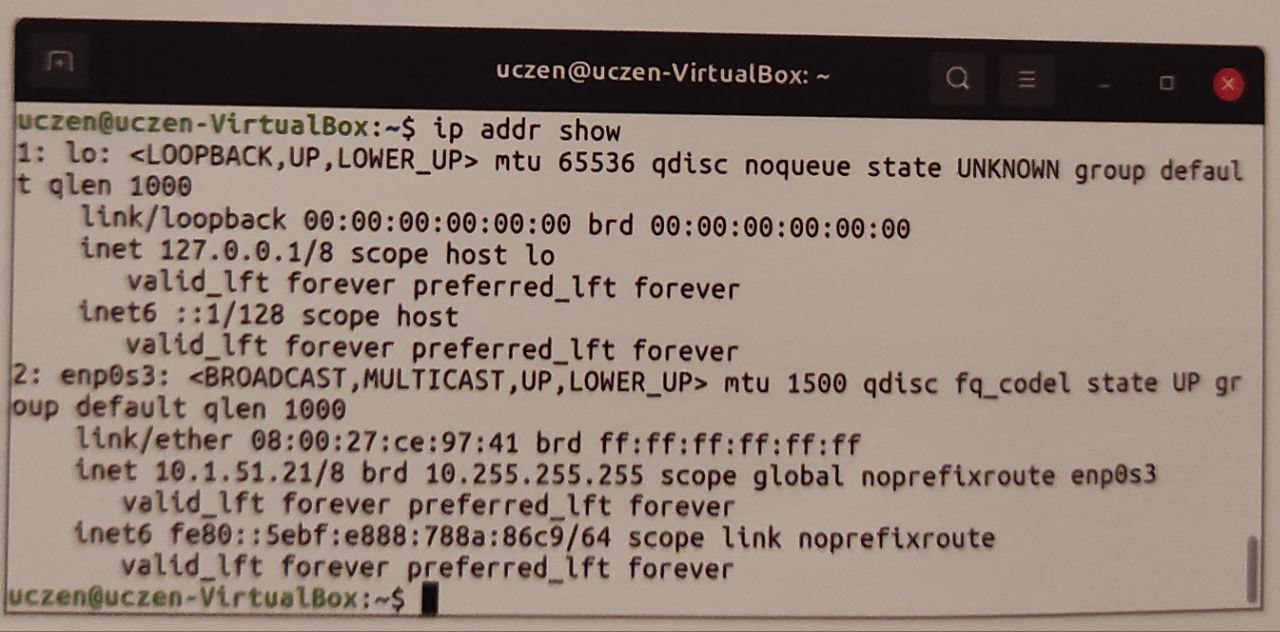 uczen@uczen-VirtualBox: ~
uczen@uczen-VirtualBox:~$ ip addr show
1: lo: <LOOPBACK,UP,LOWER_UP> mtu 65536 qdisc noqueue state UNKNOWN group defaul
t qlen 1000
    link/loopback 00:00:00:00:00:00 brd 00:00:00:00:00:00
    inet 127.0.0.1/8 scope host lo
       valid_lft forever preferred_lft forever
    inet6 ::1/128 scope host
       valid_lft forever preferred_lft forever
2: enp0s3: <BROADCAST,MULTICAST,UP,LOWER_UP> mtu 1500 qdisc fq_codel state UP gr
oup default qlen 1000
    link/ether 08:00:27:ce:97:41 brd ff:ff:ff:ff:ff:ff
    inet 10.1.51.21/8 brd 10.255.255.255 scope global noprefixroute enp0s3
       valid_lft forever preferred_lft forever
    inet6 fe80::5ebf:e888:788a:86c9/64 scope link noprefixroute
       valid_lft forever preferred_lft forever
uczen@uczen-VirtualBox:~$